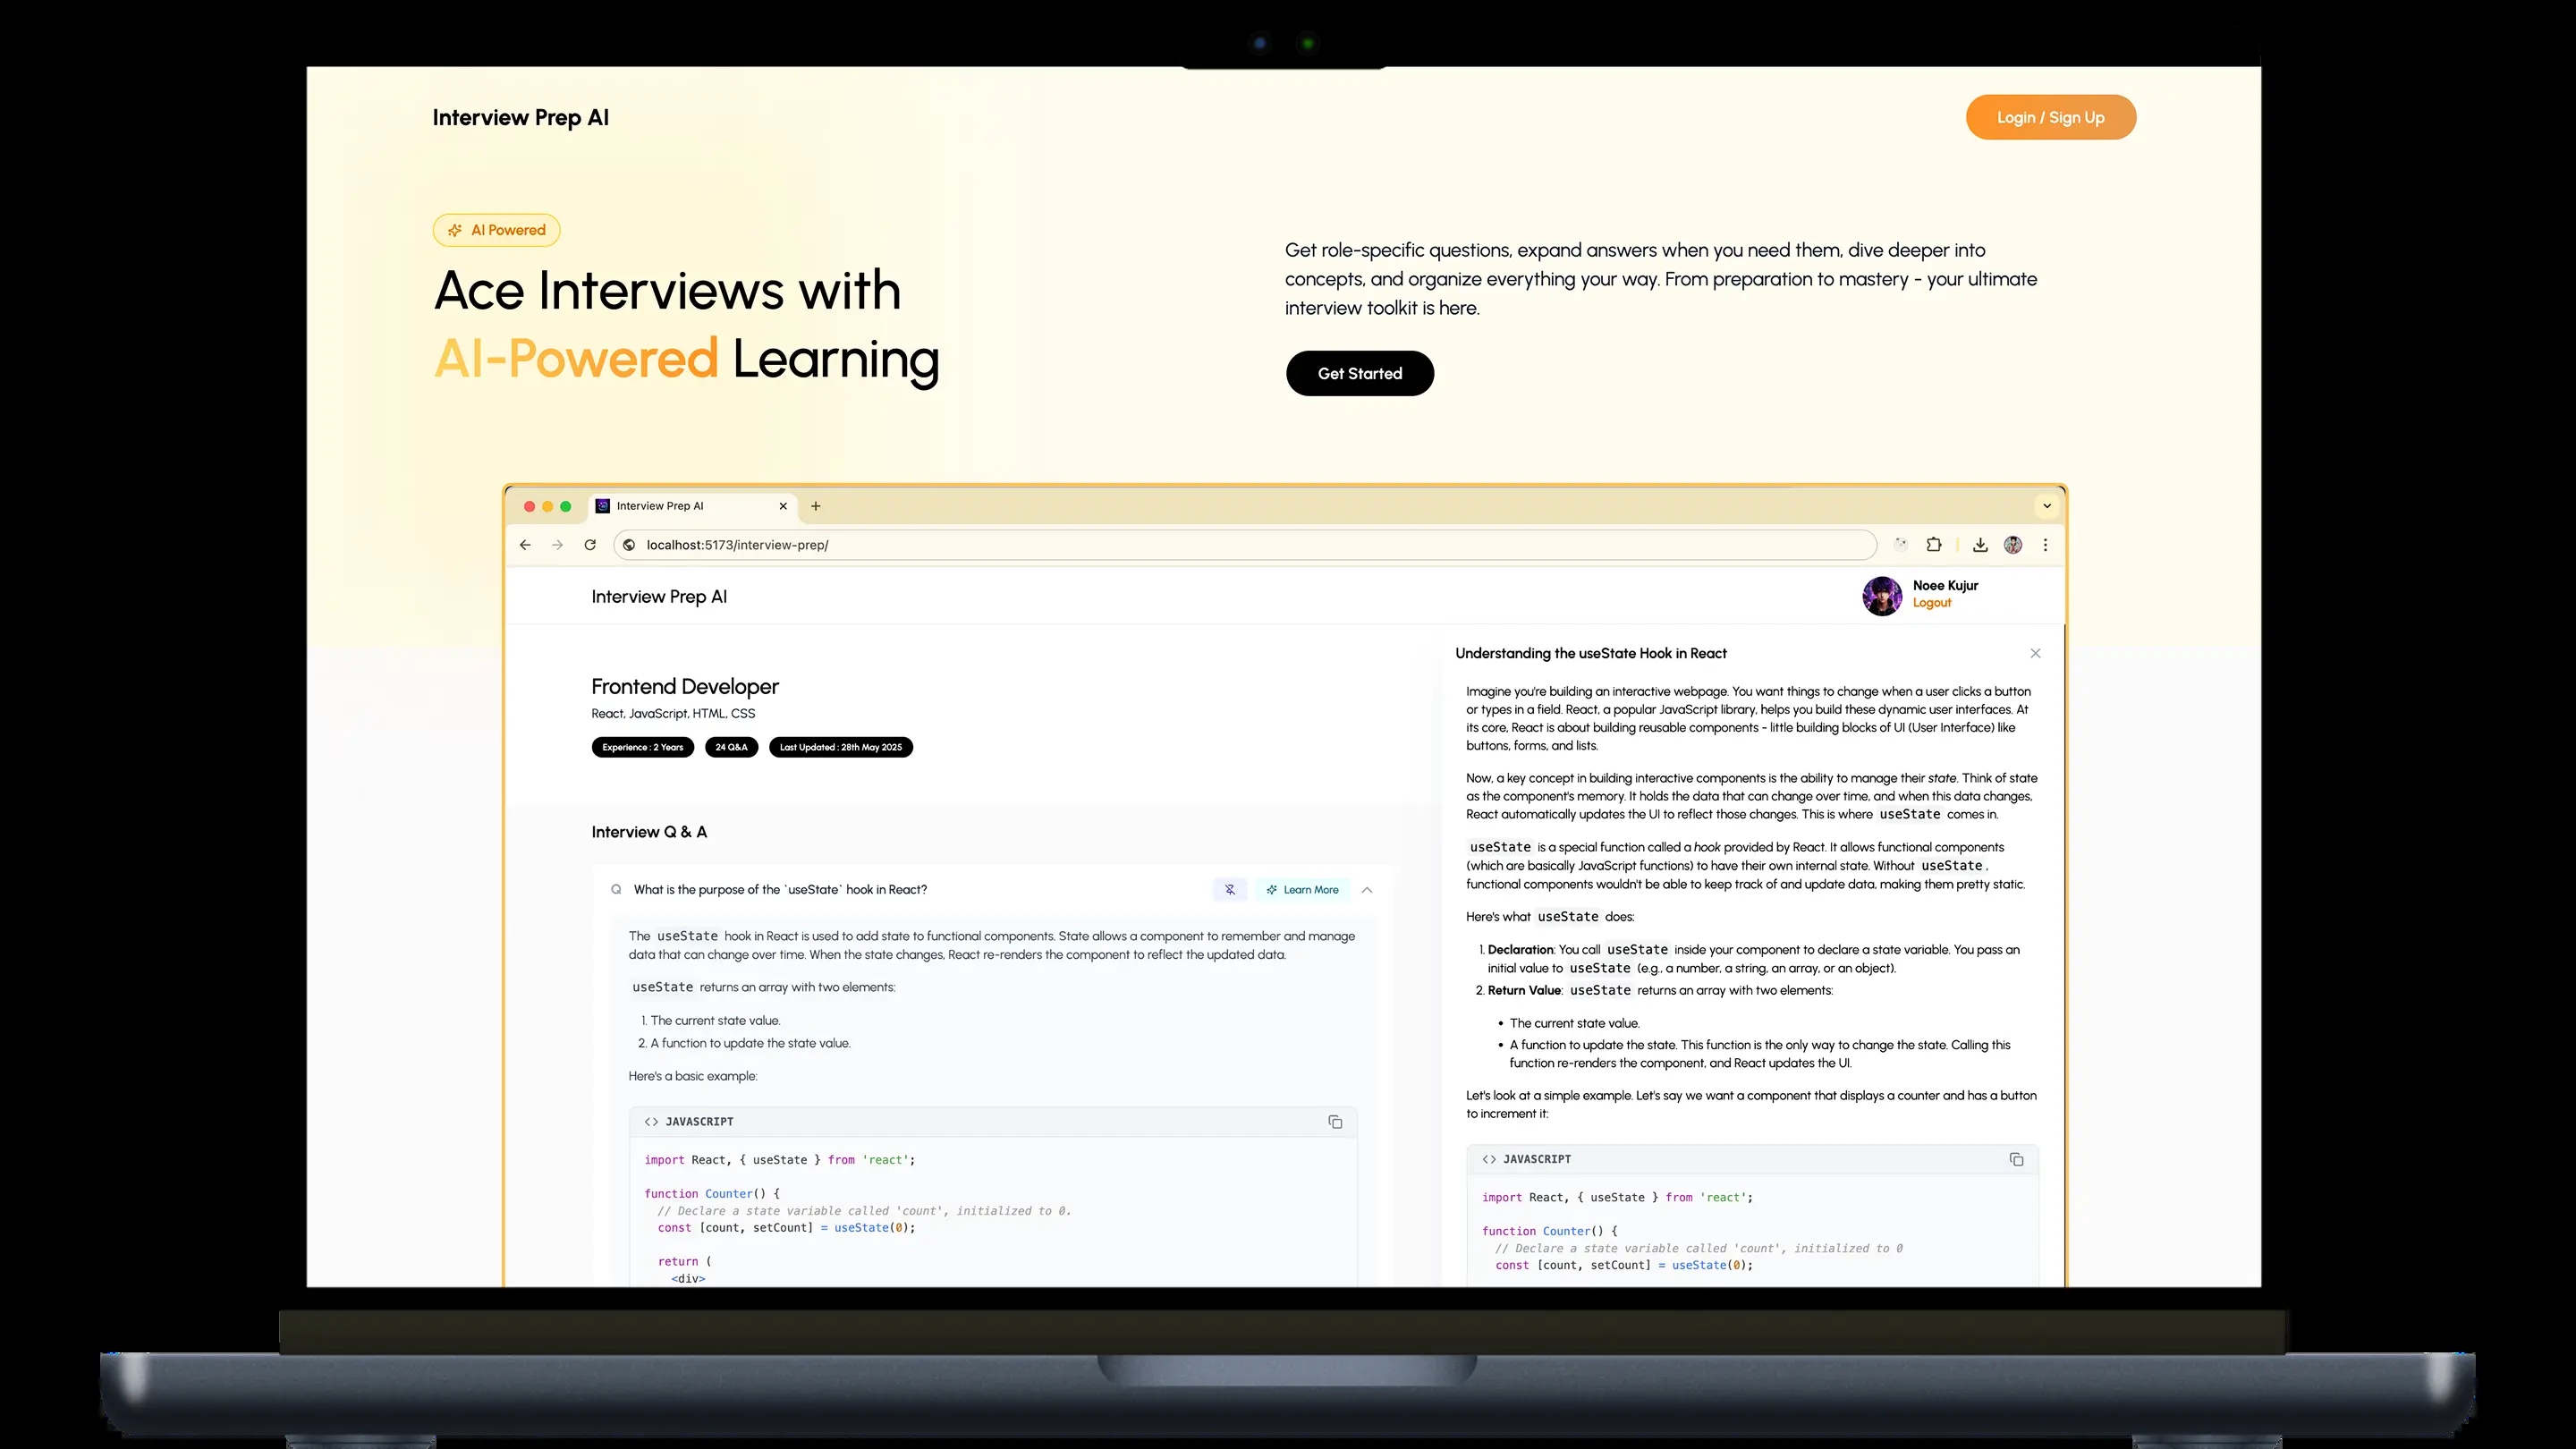 Interview Prep AI
Login / Sign Up
AI Powered
Ace Interviews with
AI-Powered Learning
Get role-specific questions, expand answers when you need them, dive deeper into
concepts, and organize everything your way. From preparation to mastery - your ultimate
interview toolkit is here.
Get Started
Interview Prep AI
localhost:5173/interview-prep/
Interview Prep AI
Noee Kujur
Logout
Frontend Developer
React, JavaScript, HTML, CSS
Experience : 2 Years
24 Q&A
Last Updated : 28th May 2025
Interview Q & A
Q What is the purpose of the `useState` hook in React?
Learn More
The useState hook in React is used to add state to functional components. State allows a component to remember and manage
data that can change over time. When the state changes, React re-renders the component to reflect the updated data.
useState returns an array with two elements:
1. The current state value.
2. A function to update the state value.
Here's a basic example:
<> JAVASCRIPT
import React, { useState } from 'react';
function Counter() {
// Declare a state variable called 'count', initialized to 0.
const [count, setCount] = useState(0);
return (
<div>
Understanding the useState Hook in React
Imagine you're building an interactive webpage. You want things to change when a user clicks a button
or types in a field. React, a popular JavaScript library, helps you build these dynamic user interfaces. At
its core, React is about building reusable components - little building blocks of UI (User Interface) like
buttons, forms, and lists.
Now, a key concept in building interactive components is the ability to manage their state. Think of state
as the component's memory. It holds the data that can change over time, and when this data changes,
React automatically updates the UI to reflect those changes. This is where useState comes in.
useState is a special function called a hook provided by React. It allows functional components
(which are basically JavaScript functions) to have their own internal state. Without useState,
functional components wouldn't be able to keep track of and update data, making them pretty static.
Here's what useState does:
1. Declaration: You call useState inside your component to declare a state variable. You pass an
initial value to useState (e.g., a number, a string, an array, or an object).
2. Return Value: useState returns an array with two elements:
• The current state value.
• A function to update the state. This function is the only way to change the state. Calling this
function re-renders the component, and React updates the UI.
Let's look at a simple example. Let's say we want a component that displays a counter and has a button
to increment it:
<> JAVASCRIPT
import React, { useState } from 'react';
function Counter() {
// Declare a state variable called 'count', initialized to 0
const [count, setCount] = useState(0);